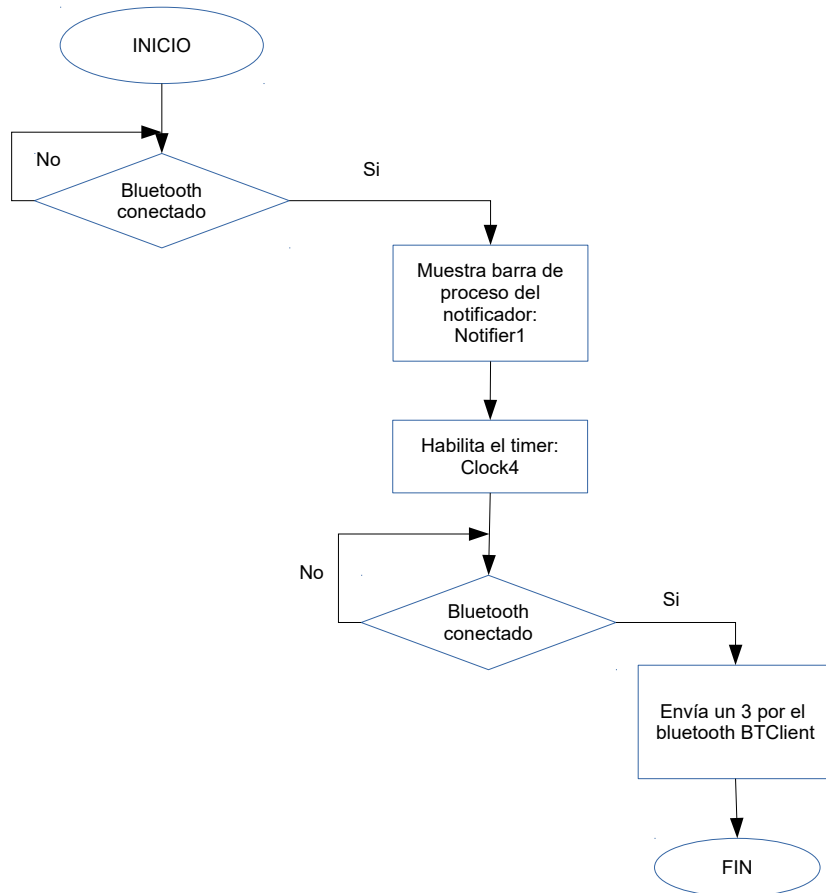 INICIO
No
Si
Bluetooth
conectado
Muestra barra de
proceso del
notificador:
Notifier1
Habilita el timer:
Clock4
No
Si
Bluetooth
conectado
Envía un 3 por el
bluetooth BTClient
FIN